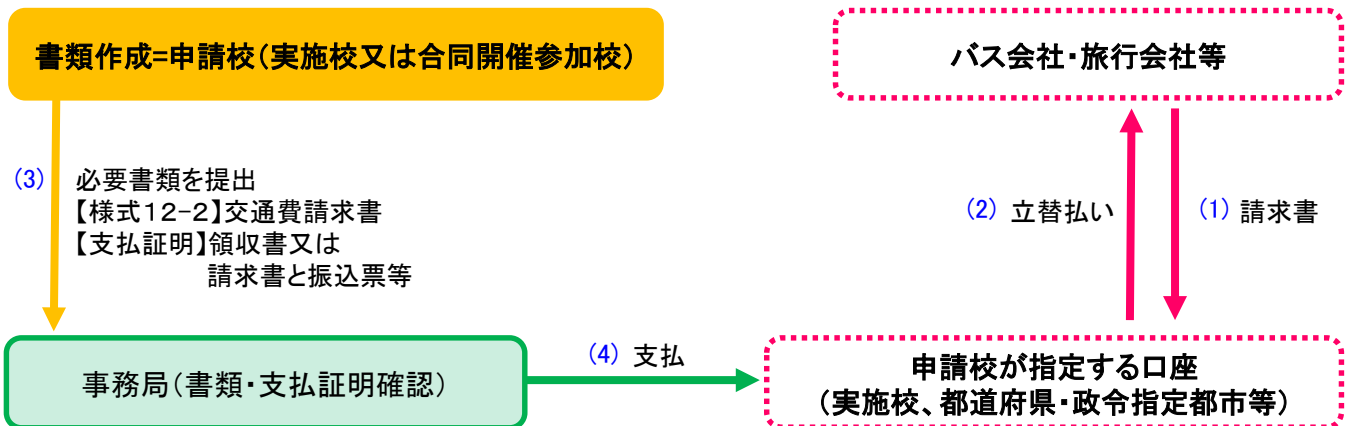 書類作成=申請校(実施校又は合同開催参加校)
バス会社・旅行会社等
(3) 必要書類を提出
【様式12-2】交通費請求書
【支払証明】領収書又は
請求書と振込票等
(2) 立替払い
(1) 請求書
事務局(書類・支払証明確認)
(4) 支払
申請校が指定する口座
(実施校、都道府県・政令指定都市等)